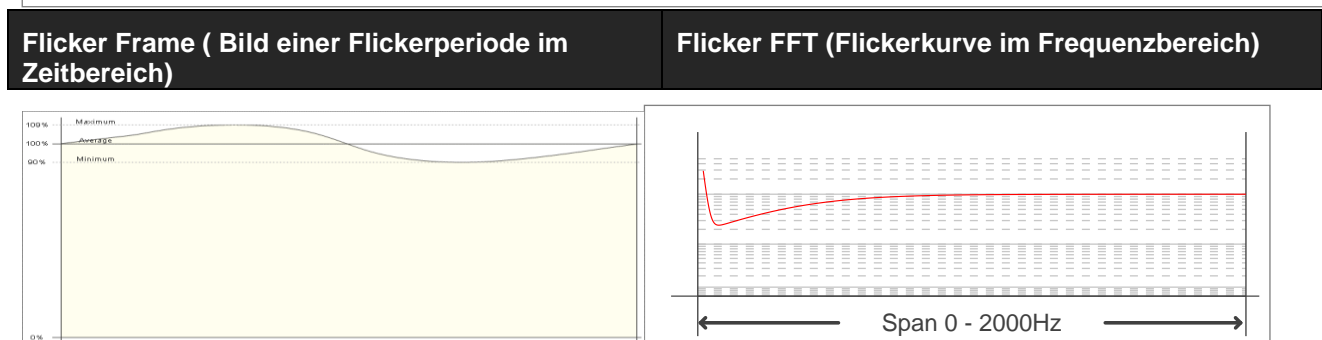 Flicker Frame ( Bild einer Flickerperiode im
Zeitbereich)
Flicker FFT (Flickerkurve im Frequenzbereich)
109% Maximum
100% Average
90% Minimum
0%
Span 0 - 2000Hz